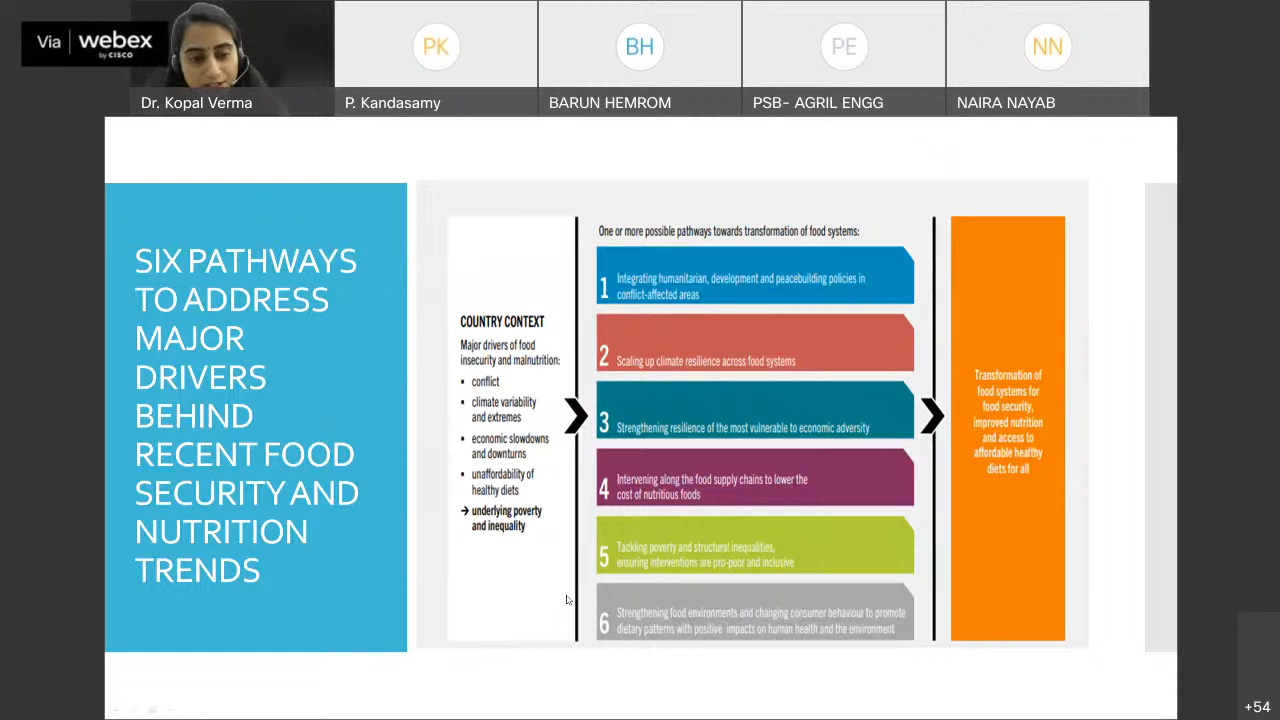 Via webex
by CISCO
PK
BH
PE
NN
Dr. Kopal Verma
P. Kandasamy
BARUN HEMROM
PSB- AGRIL ENGG
NAIRA NAYAB
SIX PATHWAYS
TO ADDRESS
MAJOR
DRIVERS
BEHIND
RECENT FOOD
SECURITY AND
NUTRITION
TRENDS
COUNTRY CONTEXT
Major drivers of food
insecurity and malnutrition:
▪ conflict
▪ climate variability
and extremes
▪ economic slowdowns
and downturns
▪ unaffordability of
healthy diets
→ underlying poverty
and inequality
One or more possible pathways towards transformation of food systems:
1 Integrating humanitarian, development and peacebuilding policies in
conflict-affected areas
2 Scaling up climate resilience across food systems
3 Strengthening resilience of the most vulnerable to economic adversity
4 Intervening along the food supply chains to lower the
cost of nutritious foods
5 Tackling poverty and structural inequalities,
ensuring interventions are pro-poor and inclusive
6 Strengthening food environments and changing consumer behaviour to promote
dietary patterns with positive impacts on human health and the environment
Transformation of
food systems for
food security,
improved nutrition
and access to
affordable healthy
diets for all
+54